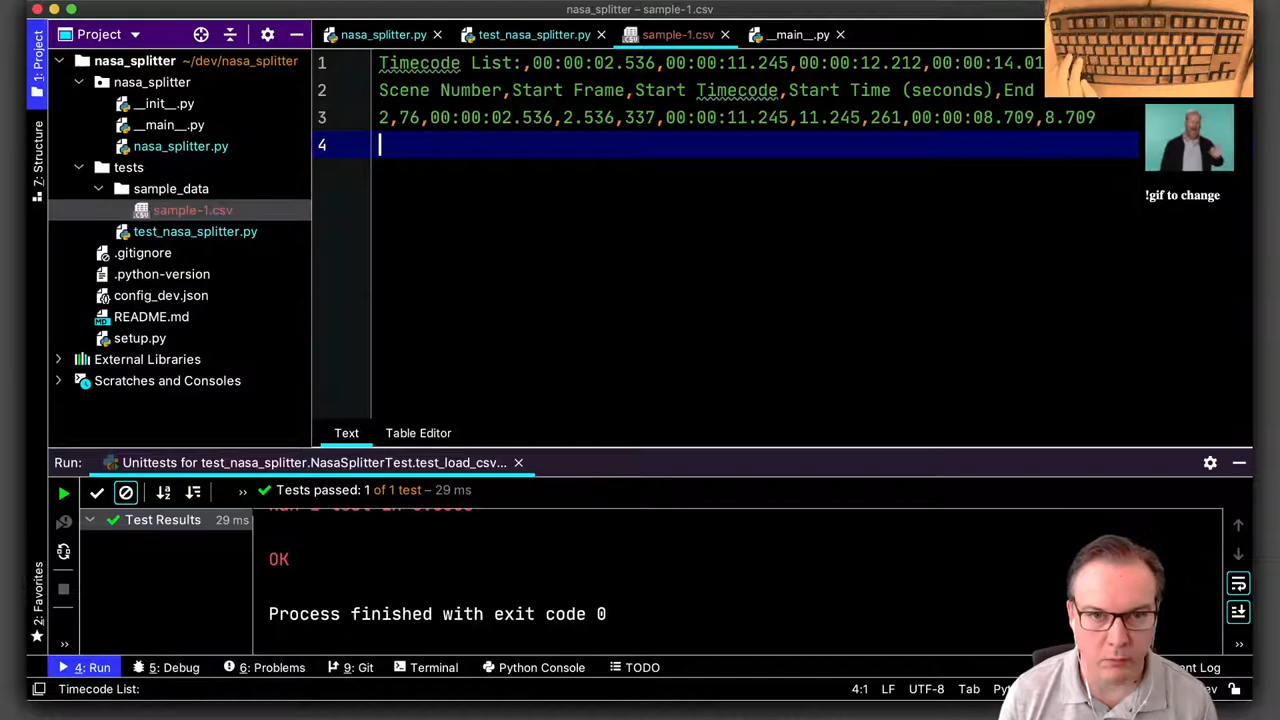 nasa_splitter – sample-1.csv
Project
nasa_splitter.py
test_nasa_splitter.py
sample-1.csv
__main__.py
1: Project
7: Structure
2: Favorites
nasa_splitter ~/dev/nasa_splitter
nasa_splitter
__init__.py
__main__.py
nasa_splitter.py
tests
sample_data
sample-1.csv
test_nasa_splitter.py
.gitignore
.python-version
config_dev.json
README.md
setup.py
External Libraries
Scratches and Consoles
1 Timecode List:,00:00:02.536,00:00:11.245,00:00:12.212,00:00:14.01
2 Scene Number,Start Frame,Start Timecode,Start Time (seconds),End
3 2,76,00:00:02.536,2.536,337,00:00:11.245,11.245,261,00:00:08.709,8.709
4
!gif to change
Text
Table Editor
Run:
Unittests for test_nasa_splitter.NasaSplitterTest.test_load_csv...
Tests passed: 1 of 1 test – 29 ms
Test Results 29 ms
OK
Process finished with exit code 0
4: Run
5: Debug
6: Problems
9: Git
Terminal
Python Console
TODO
nt Log
Timecode List:
4:1
LF
UTF-8
Tab